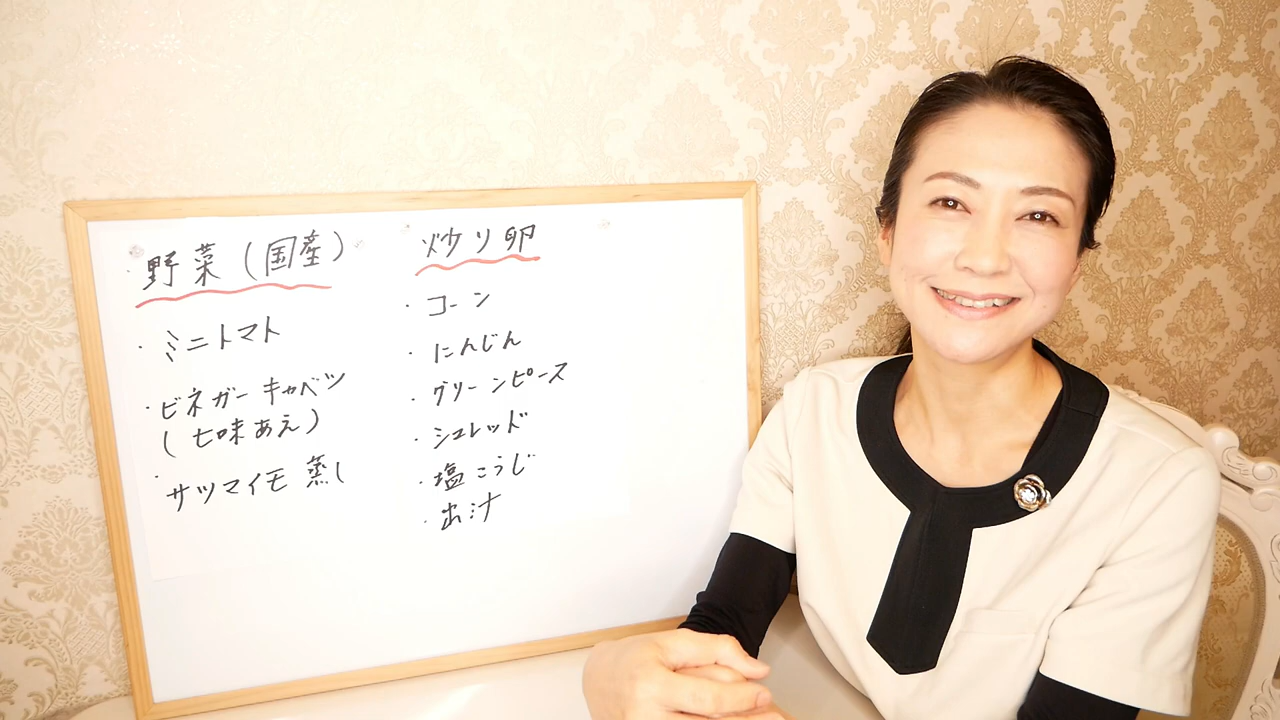 野菜(国産)
・ミニトマト
・ビネガーキャベツ
(七味あえ)
・サツマイモ蒸し
炒り卵
・コーン
・にんじん
・グリーンピース
・シュレッド
・塩こうじ
・出汁